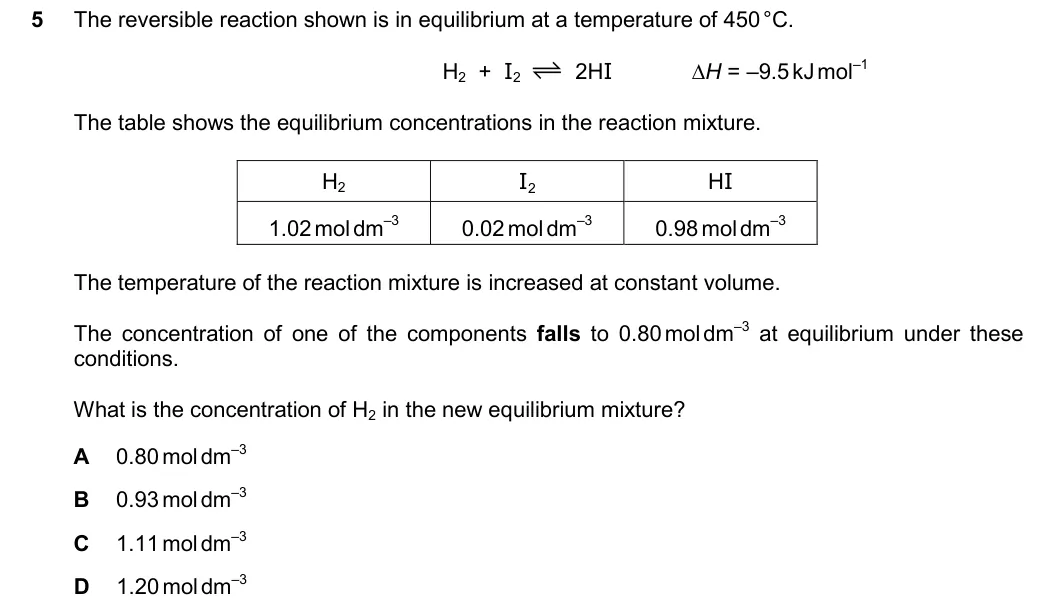 5 The reversible reaction shown is in equilibrium at a temperature of 450 °C.
H₂ + I₂ ⇌ 2HI ΔH = –9.5 kJ mol⁻¹
The table shows the equilibrium concentrations in the reaction mixture.
H₂ I₂ HI
1.02 mol dm⁻³ 0.02 mol dm⁻³ 0.98 mol dm⁻³
The temperature of the reaction mixture is increased at constant volume.
The concentration of one of the components falls to 0.80 mol dm⁻³ at equilibrium under these
conditions.
What is the concentration of H₂ in the new equilibrium mixture?
A 0.80 mol dm⁻³
B 0.93 mol dm⁻³
C 1.11 mol dm⁻³
D 1.20 mol dm⁻³